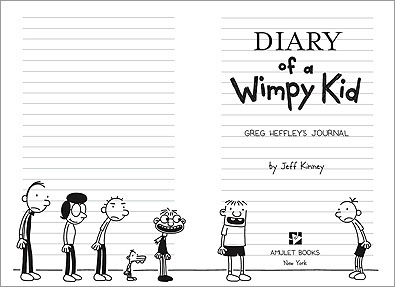 DIARY
of a
Wimpy Kid
GREG HEFFLEY'S JOURNAL
by Jeff Kinney
AMULET BOOKS
New York